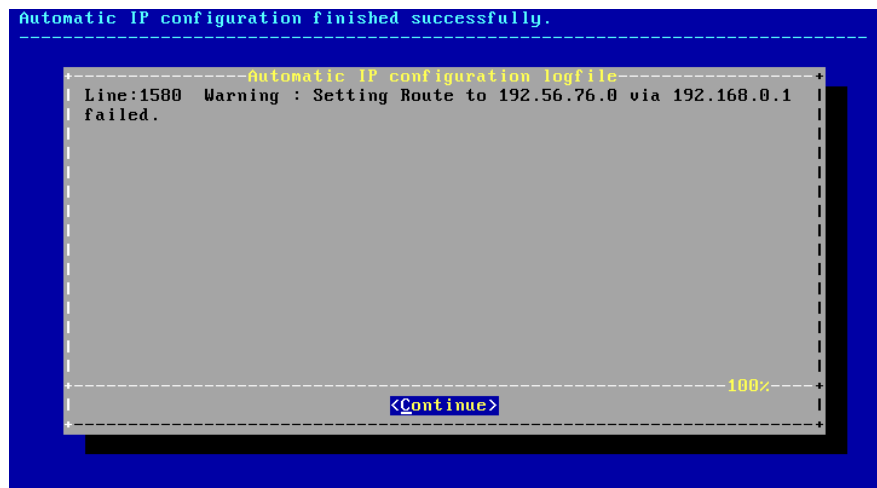 Automatic IP configuration finished successfully.
Automatic IP configuration logfile
Line:1580 Warning : Setting Route to 192.56.76.0 via 192.168.0.1
failed.
100%
<Continue>